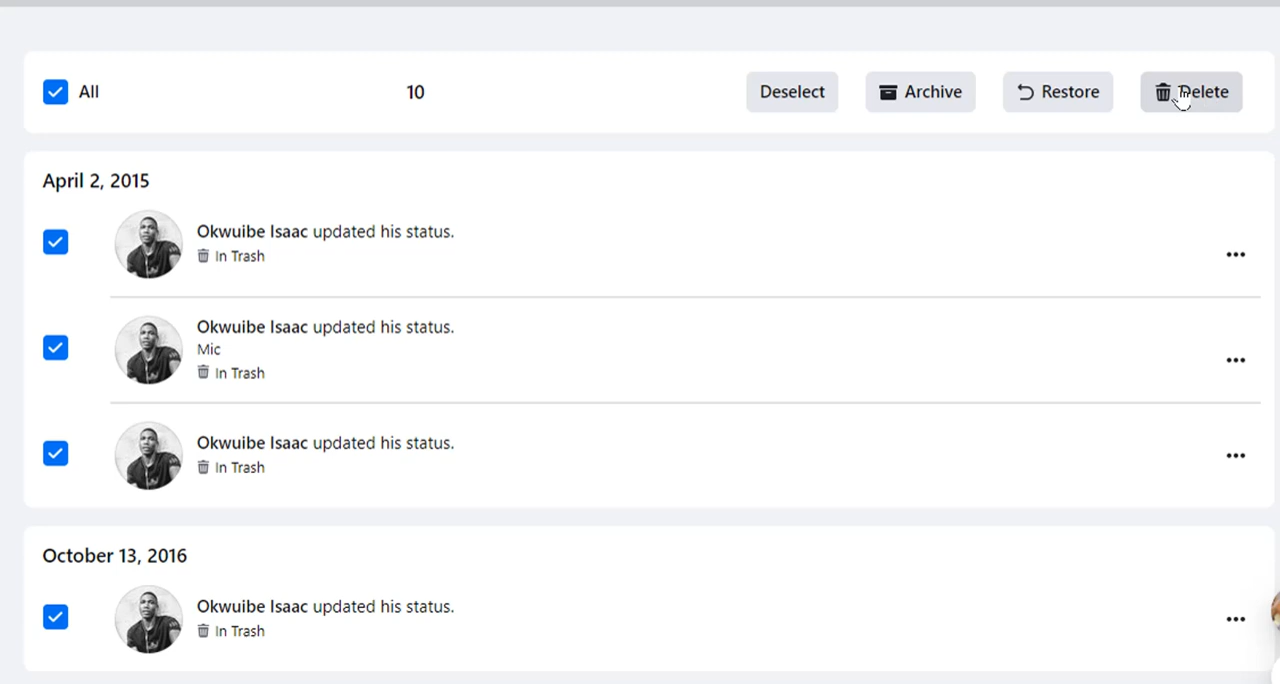 All 10 Deselect Archive Restore Delete
April 2, 2015
Okwuibe Isaac updated his status.
In Trash
Okwuibe Isaac updated his status.
Mic
In Trash
Okwuibe Isaac updated his status.
In Trash
October 13, 2016
Okwuibe Isaac updated his status.
In Trash